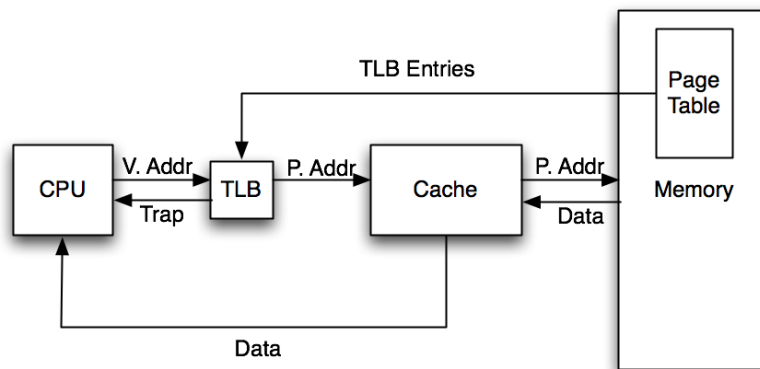 TLB Entries
Page
Table
V. Addr
P. Addr
P. Addr
CPU
TLB
Cache
Memory
Trap
Data
Data